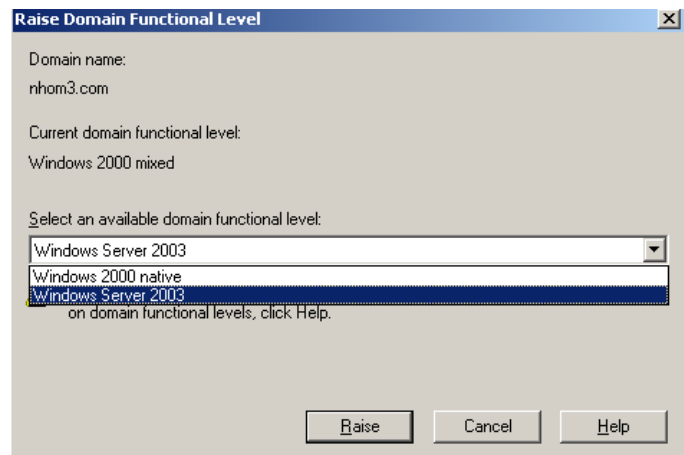 Raise Domain Functional Level
Domain name:
nhom3.com
Current domain functional level:
Windows 2000 mixed
Select an available domain functional level:
Windows Server 2003
Windows 2000 native
Windows Server 2003
on domain functional levels, click Help.
Raise
Cancel
Help